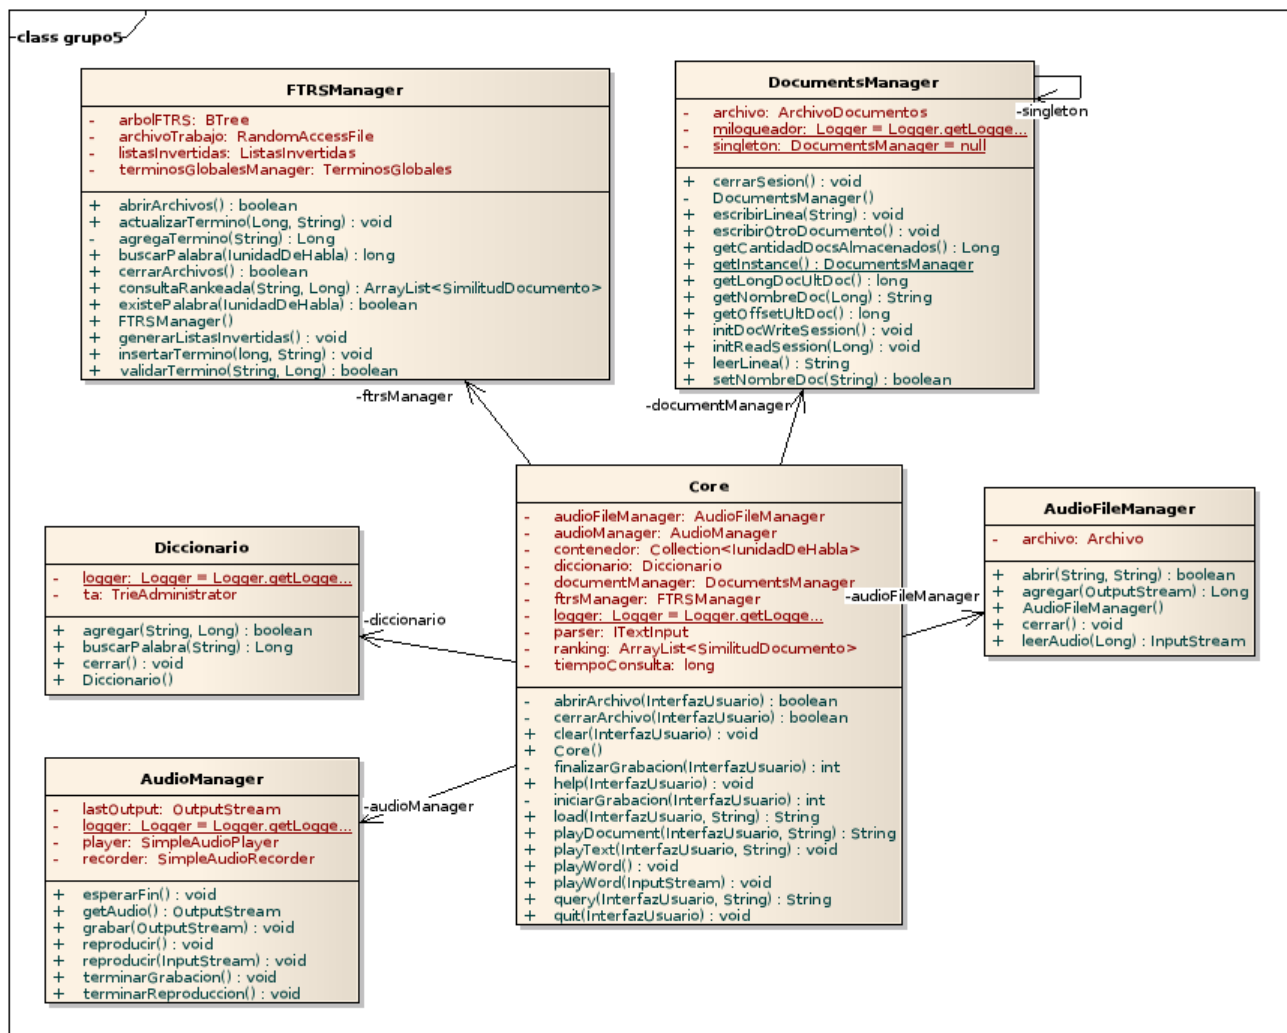 class grupo5
FTRSManager
- arbolFTRS: BTree
- archivoTrabajo: RandomAccessFile
- listasInvertidas: ListasInvertidas
- terminosGlobalesManager: TerminosGlobales
+ abrirArchivos() : boolean
+ actualizarTermino(Long, String) : void
- agregaTermino(String) : Long
+ buscarPalabra(IunidadDeHabla) : long
+ cerrarArchivos() : boolean
+ consultaRankeada(String, Long) : ArrayList<SimilitudDocumento>
+ existePalabra(IunidadDeHabla) : boolean
+ FTRSManager()
+ generarListasInvertidas() : void
+ insertarTermino(long, String) : void
+ validarTermino(String, Long) : boolean
-ftrsManager
DocumentsManager
- archivo: ArchivoDocumentos
- milogueador: Logger = Logger.getLogge...
- singleton: DocumentsManager = null
+ cerrarSesion() : void
- DocumentsManager()
+ escribirLinea(String) : void
+ escribirOtroDocumento() : void
+ getCantidadDocsAlmacenados() : Long
+ getInstance() : DocumentsManager
+ getLongDocUltDoc() : long
+ getNombreDoc(Long) : String
+ getOffsetUltDoc() : long
+ initDocWriteSession() : void
+ initReadSession(Long) : void
+ leerLinea() : String
+ setNombreDoc(String) : boolean
-singleton
-documentManager
Core
- audioFileManager: AudioFileManager
- audioManager: AudioManager
- contenedor: Collection<IunidadDeHabla>
- diccionario: Diccionario
- documentManager: DocumentsManager
- ftrsManager: FTRSManager
- logger: Logger = Logger.getLogge...
- parser: ITextInput
- ranking: ArrayList<SimilitudDocumento>
- tiempoConsulta: long
- abrirArchivo(InterfazUsuario) : boolean
- cerrarArchivo(InterfazUsuario) : boolean
+ clear(InterfazUsuario) : void
+ Core()
- finalizarGrabacion(InterfazUsuario) : int
+ help(InterfazUsuario) : void
- iniciarGrabacion(InterfazUsuario) : int
+ load(InterfazUsuario, String) : String
+ playDocument(InterfazUsuario, String) : String
+ playText(InterfazUsuario, String) : void
+ playWord() : void
+ playWord(InputStream) : void
+ query(InterfazUsuario, String) : String
+ quit(InterfazUsuario) : void
AudioFileManager
- archivo: Archivo
+ abrir(String, String) : boolean
+ agregar(OutputStream) : Long
+ AudioFileManager()
+ cerrar() : void
+ leerAudio(Long) : InputStream
-audioFileManager
Diccionario
- logger: Logger = Logger.getLogge...
- ta: TrieAdministrator
+ agregar(String, Long) : boolean
+ buscarPalabra(String) : Long
+ cerrar() : void
+ Diccionario()
-diccionario
AudioManager
- lastOutput: OutputStream
- logger: Logger = Logger.getLogge...
- player: SimpleAudioPlayer
- recorder: SimpleAudioRecorder
+ esperarFin() : void
+ getAudio() : OutputStream
+ grabar(OutputStream) : void
+ reproducir() : void
+ reproducir(InputStream) : void
+ terminarGrabacion() : void
+ terminarReproduccion() : void
-audioManager